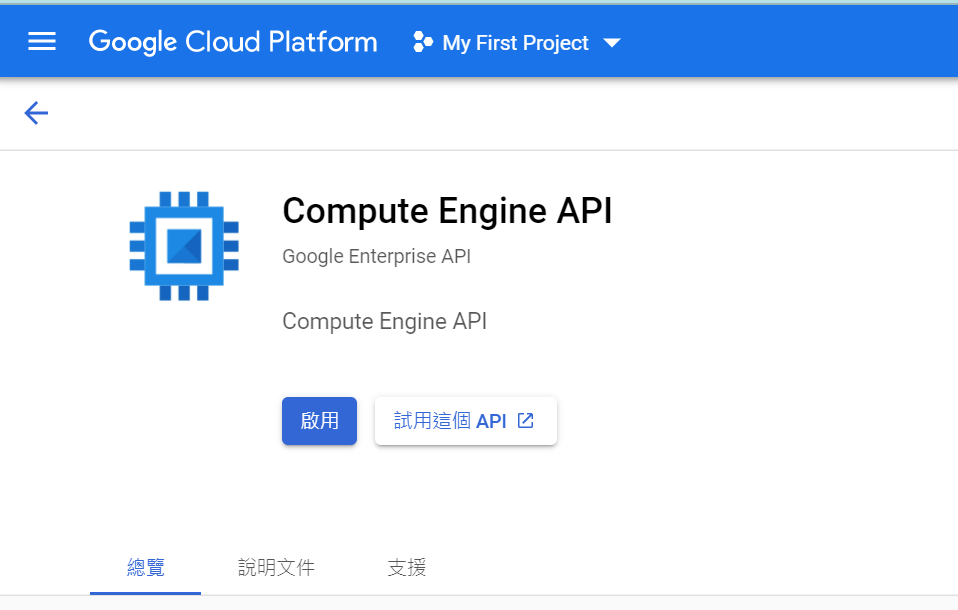 Google Cloud Platform My First Project
Compute Engine API
Google Enterprise API
Compute Engine API
啟用 試用這個 API
總覽 說明文件 支援